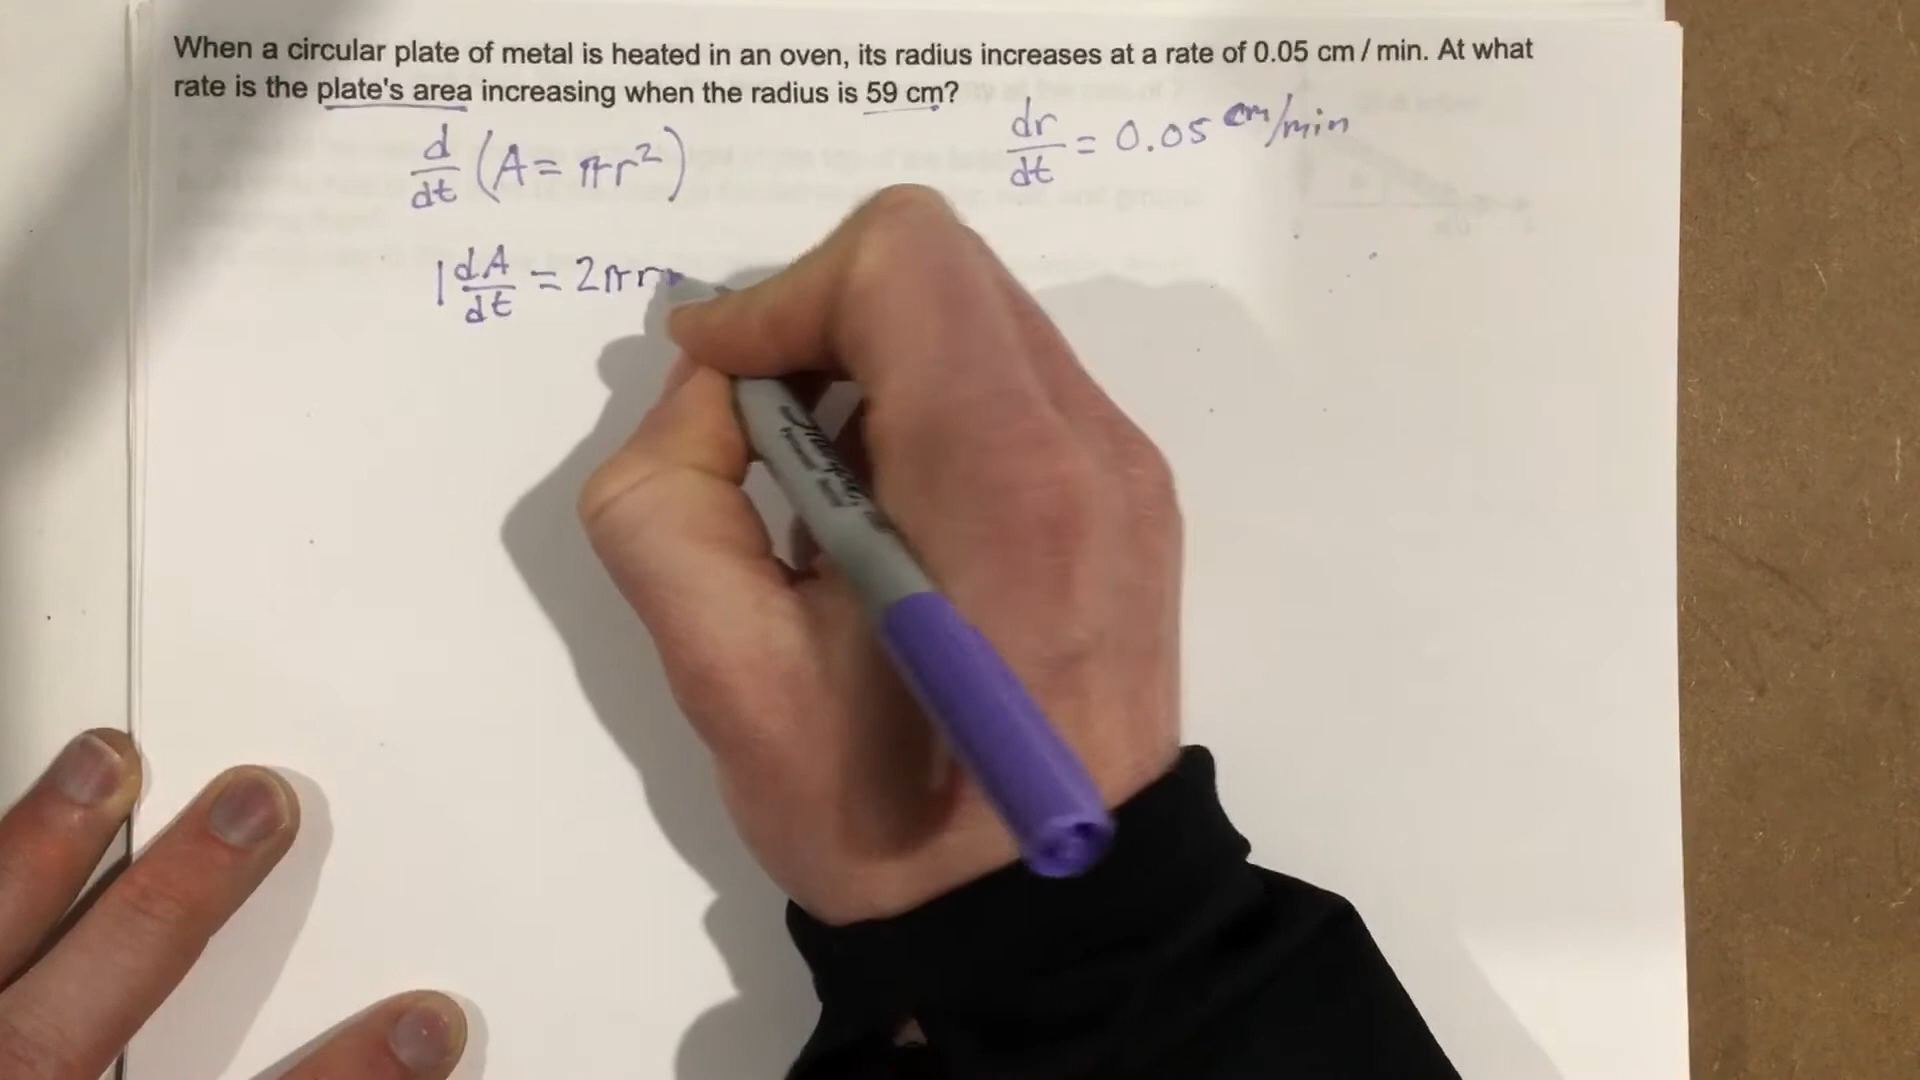 When a circular plate of metal is heated in an oven, its radius increases at a rate of 0.05 cm / min. At what
rate is the plate's area increasing when the radius is 59 cm?
d/dt (A = πr²)
dr/dt = 0.05 cm/min
1 dA/dt = 2πr
Sharpie